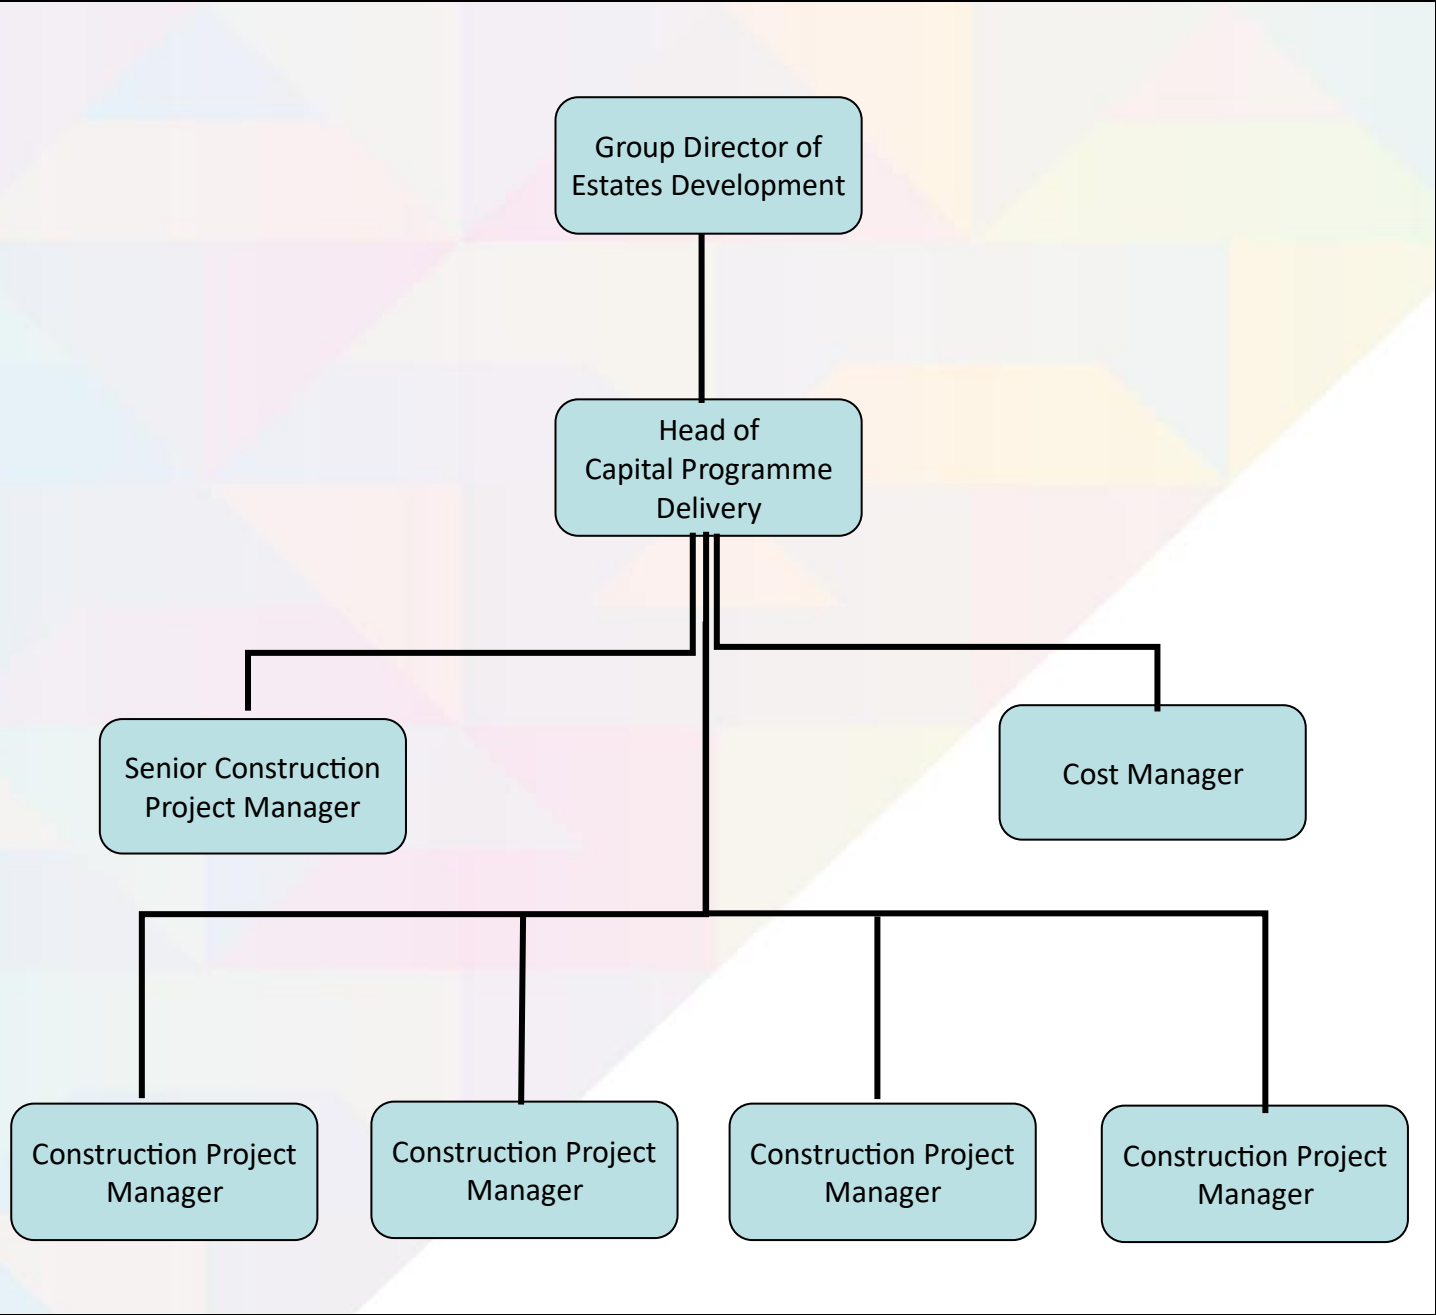 Group Director of
Estates Development
Head of
Capital Programme
Delivery
Senior Construction
Project Manager
Cost Manager
Construction Project
Manager
Construction Project
Manager
Construction Project
Manager
Construction Project
Manager